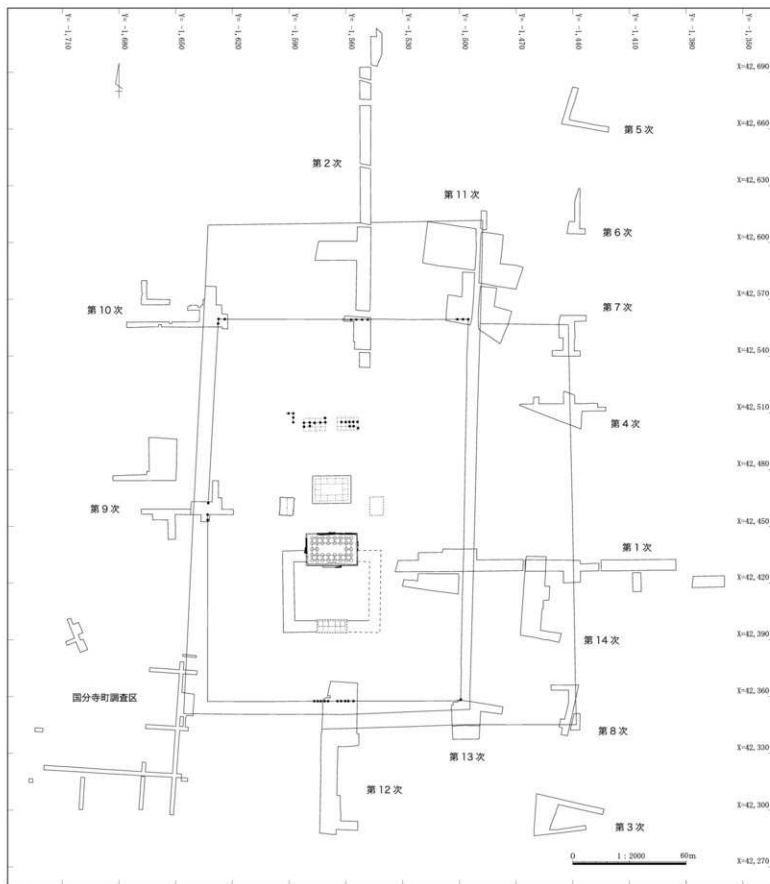 Y= -1,710
Y= -1,680
Y= -1,650
Y= -1,620
Y= -1,590
Y= -1,560
Y= -1,530
Y= -1,500
Y= -1,470
Y= -1,440
Y= -1,410
Y= -1,380
Y= -1,350
X=42,690
X=42,660
第5次
第2次
X=42,630
第11次
第6次
X=42,600
X=42,570
第10次
第7次
X=42,540
X=42,510
第4次
X=42,480
第9次
X=42,450
第1次
X=42,420
X=42,390
第14次
国分寺町調査区
X=42,360
第8次
X=42,330
第13次
第12次
X=42,300
第3次
0 1:2000 60m
X=42,270